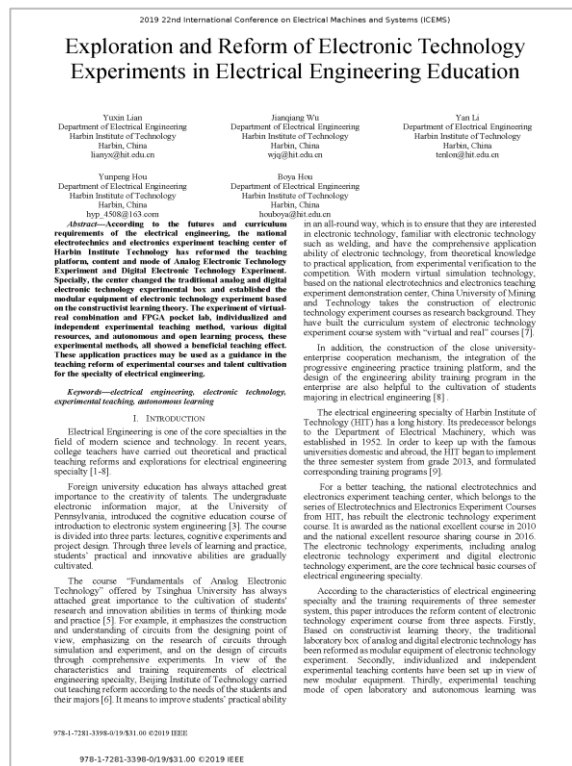 2019 22nd International Conference on Electrical Machines and Systems (ICEMS)
Exploration and Reform of Electronic Technology
Experiments in Electrical Engineering Education
Yuxin Lian
Department of Electrical Engineering
Harbin Institute of Technology
Harbin, China
lianyx@hit.edu.cn
Jianqiang Wu
Department of Electrical Engineering
Harbin Institute of Technology
Harbin, China
wjq@hit.edu.cn
Yan Li
Department of Electrical Engineering
Harbin Institute of Technology
Harbin, China
tenlon@hit.edu.cn
Yunpeng Hou
Department of Electrical Engineering
Harbin Institute of Technology
Harbin, China
hyp_4508@163.com
Boya Hou
Department of Electrical Engineering
Harbin Institute of Technology
Harbin, China
houboya@hit.edu.cn
Abstract—According to the futures and curriculum
requirements of the electrical engineering, the national
electrotechnics and electronics experiment teaching center of
Harbin Institute Technology has reformed the teaching
platform, content and mode of Analog Electronic Technology
Experiment and Digital Electronic Technology Experiment.
Specially, the center changed the traditional analog and digital
electronic technology experimental box and established the
modular equipment of electronic technology experiment based
on the constructivist learning theory. The experiment of virtual-
real combination and FPGA pocket lab, individualized and
independent experimental teaching method, various digital
resources, and autonomous and open learning process, these
experimental methods, all showed a beneficial teaching effect.
These application practices may be used as a guidance in the
teaching reform of experimental courses and talent cultivation
for the specialty of electrical engineering.
Keywords—electrical engineering, electronic technology,
experimental teaching, autonomous learning
I. INTRODUCTION
Electrical Engineering is one of the core specialties in the
field of modern science and technology. In recent years,
college teachers have carried out theoretical and practical
teaching reforms and explorations for electrical engineering
specialty [1-8].
Foreign university education has always attached great
importance to the creativity of talents. The undergraduate
electronic information major, at the University of
Pennsylvania, introduced the cognitive education course of
introduction to electronic system engineering [3]. The course
is divided into three parts: lectures, cognitive experiments and
project design. Through three levels of learning and practice,
students' practical and innovative abilities are gradually
cultivated.
The course “Fundamentals of Analog Electronic
Technology” offered by Tsinghua University has always
attached great importance to the cultivation of students'
research and innovation abilities in terms of thinking mode
and practice [5]. For example, it emphasizes the construction
and understanding of circuits from the designing point of
view, emphasizing on the research of circuits through
simulation and experiment, and on the design of circuits
through comprehensive experiments. In view of the
characteristics and training requirements of electrical
engineering specialty, Beijing Institute of Technology carried
out teaching reform according to the needs of the students and
their majors [6]. It means to improve students' practical ability
in an all-round way, which is to ensure that they are interested
in electronic technology, familiar with electronic technology
such as welding, and have the comprehensive application
ability of electronic technology, from theoretical knowledge
to practical application, from experimental verification to the
competition. With modern virtual simulation technology,
based on the national electrotechnics and electronics teaching
experiment demonstration center, China University of Mining
and Technology takes the construction of electronic
technology experiment courses as research background. They
have built the curriculum system of electronic technology
experiment course with “virtual and real” courses [7].
In addition, the construction of the close university-
enterprise cooperation mechanism, the integration of the
progressive engineering practice training platform, and the
design of the engineering ability training program in the
enterprise are also helpful to the cultivation of students
majoring in electrical engineering [8] .
The electrical engineering specialty of Harbin Institute of
Technology (HIT) has a long history. Its predecessor belongs
to the Department of Electrical Machinery, which was
established in 1952. In order to keep up with the famous
universities domestic and abroad, the HIT began to implement
the three semester system from grade 2013, and formulated
corresponding training programs [9].
For a better teaching, the national electrotechnics and
electronics experiment teaching center, which belongs to the
series of Electrotechnics and Electronics Experiment Courses
from HIT, has rebuilt the electronic technology experiment
course. It is awarded as the national excellent course in 2010
and the national excellent resource sharing course in 2016.
The electronic technology experiments, including analog
electronic technology experiment and digital electronic
technology experiment, are the core technical basic courses of
electrical engineering specialty.
According to the characteristics of electrical engineering
specialty and the training requirements of three semester
system, this paper introduces the reform content of electronic
technology experiment course from three aspects. Firstly,
Based on constructivist learning theory, the traditional
laboratory box of analog and digital electronic technology has
been reformed as modular equipment of electronic technology
experiment. Secondly, individualized and independent
experimental teaching contents have been set up in view of
new modular equipment. Thirdly, experimental teaching
mode of open laboratory and autonomous learning was
978-1-7281-3398-0/19/$31.00 ©2019 IEEE
978-1-7281-3398-0/19/$31.00 ©2019 IEEE